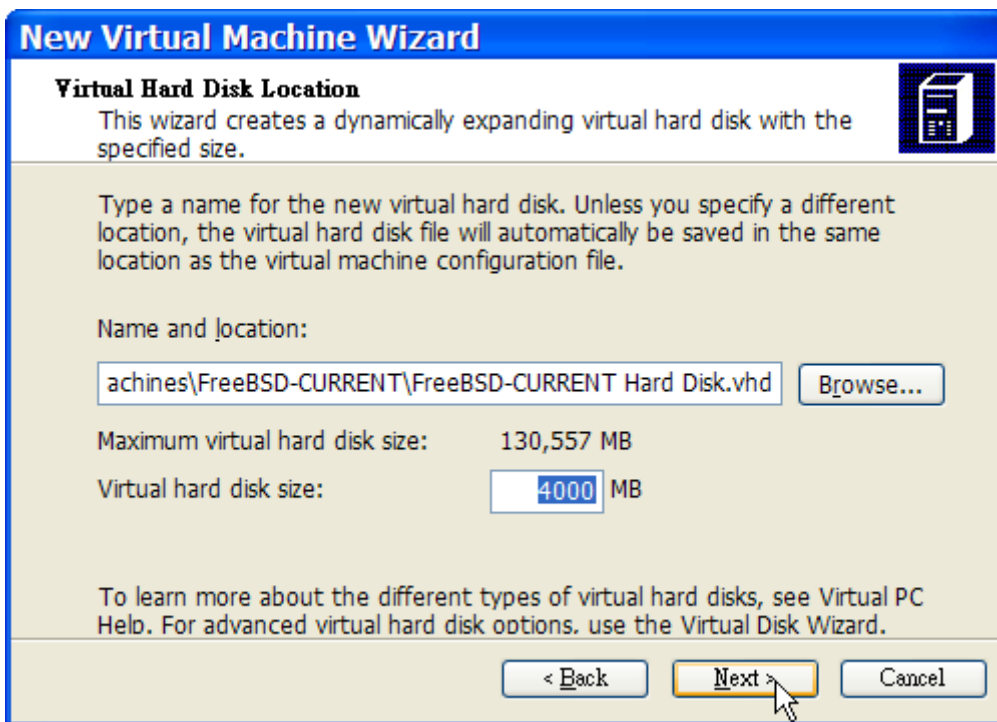 New Virtual Machine Wizard
Virtual Hard Disk Location
This wizard creates a dynamically expanding virtual hard disk with the
specified size.
Type a name for the new virtual hard disk. Unless you specify a different
location, the virtual hard disk file will automatically be saved in the same
location as the virtual machine configuration file.
Name and location:
achines\FreeBSD-CURRENT\FreeBSD-CURRENT Hard Disk.vhd Browse...
Maximum virtual hard disk size: 130,557 MB
Virtual hard disk size: 4000 MB
To learn more about the different types of virtual hard disks, see Virtual PC
Help. For advanced virtual hard disk options, use the Virtual Disk Wizard.
< Back Next > Cancel